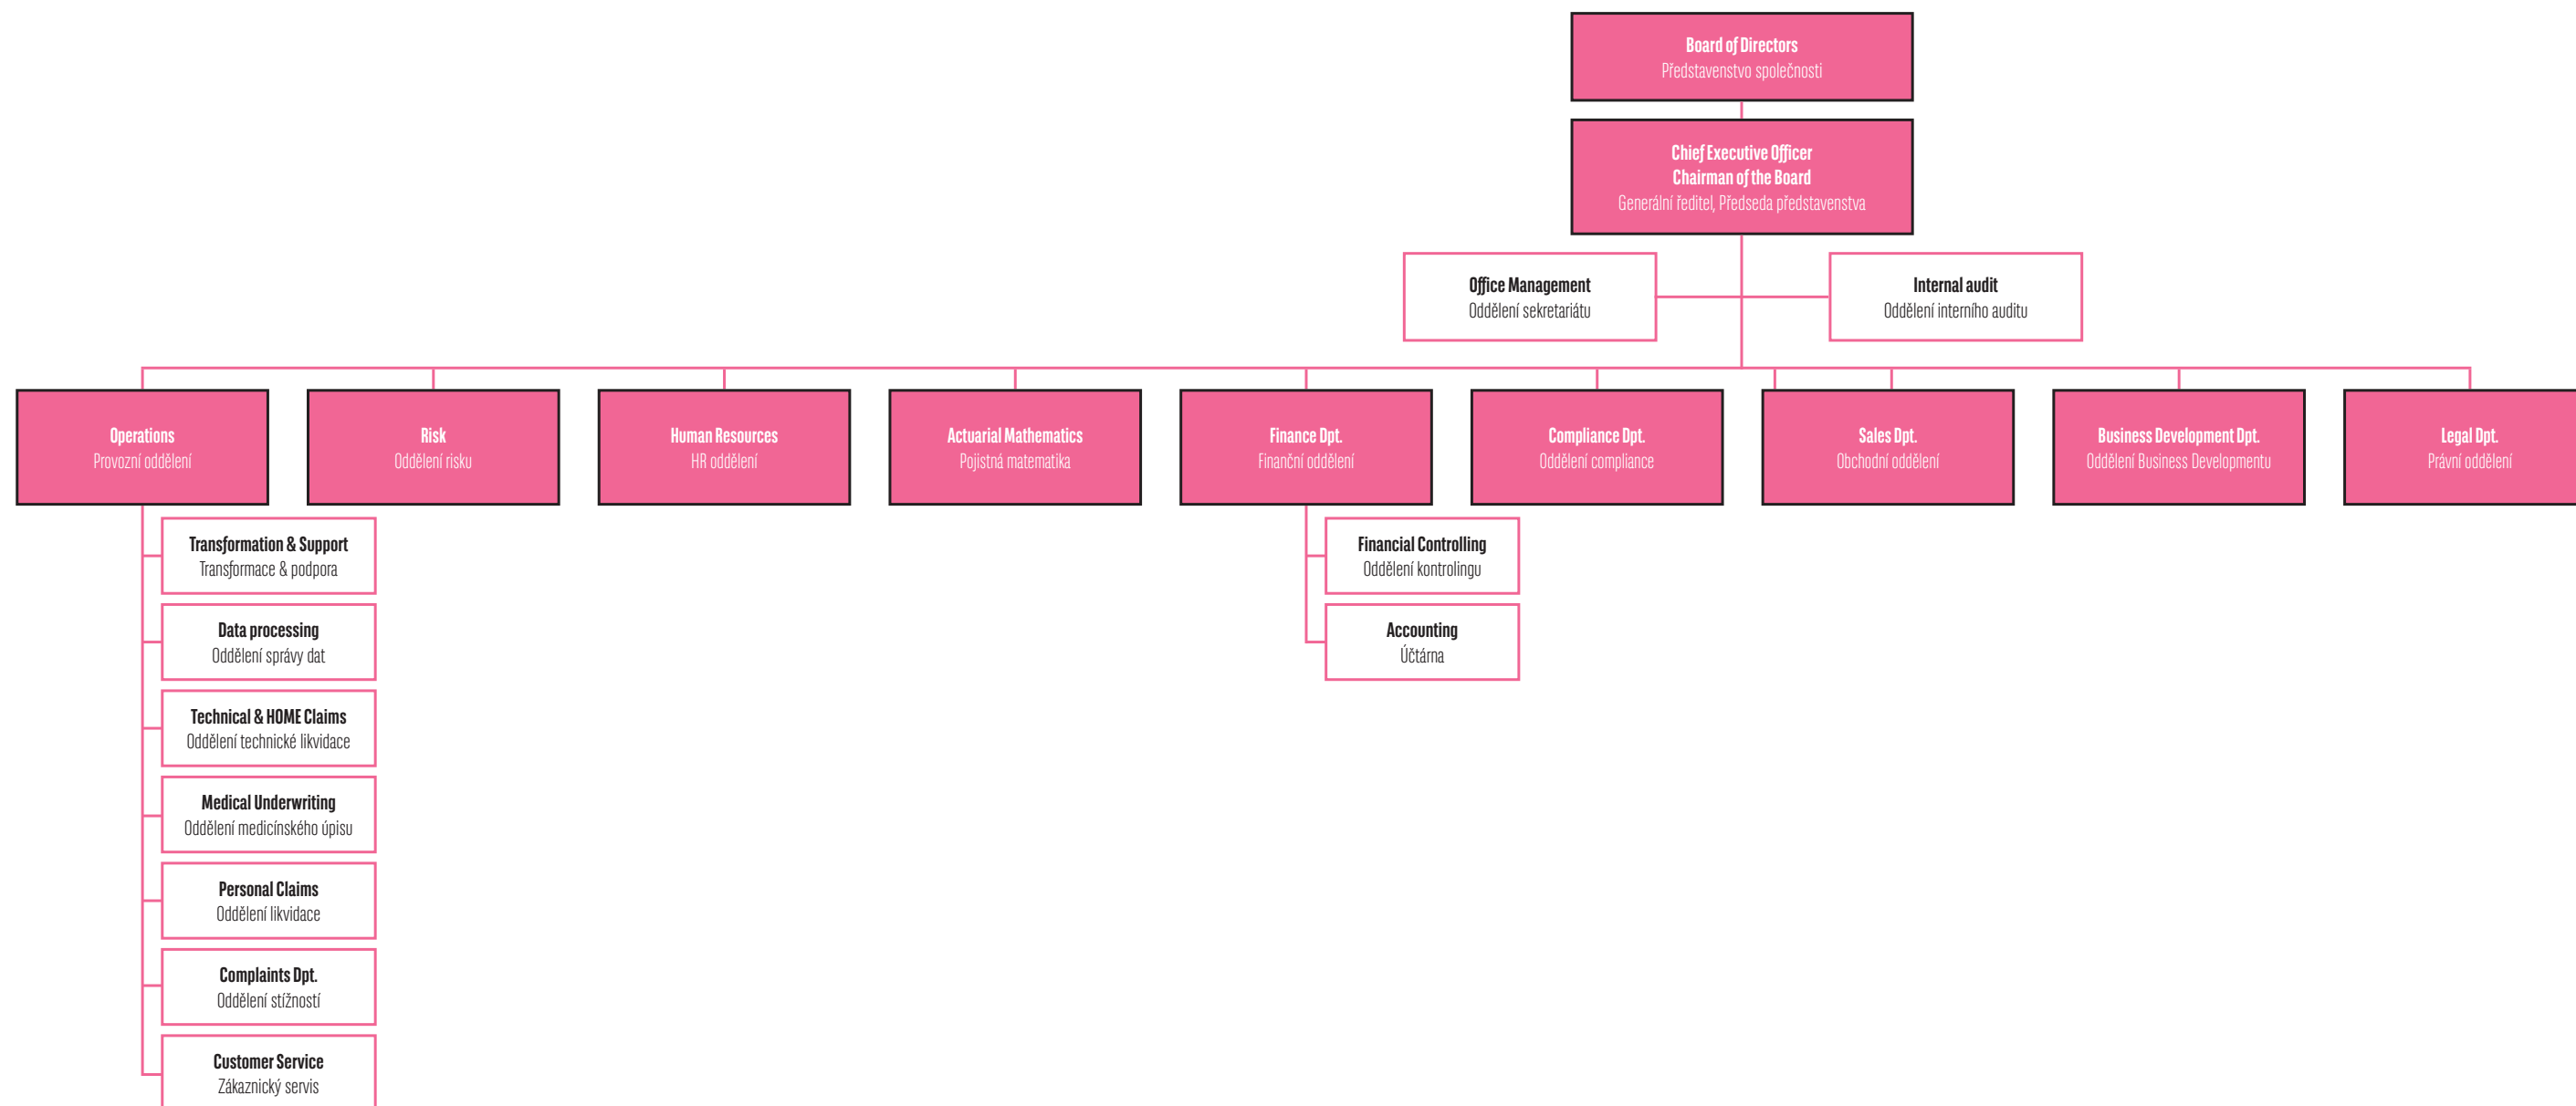 Board of Directors
Představenstvo společnosti
Chief Executive Officer
Chairman of the Board
Generální ředitel, Předseda představenstva
Office Management
Oddělení sekretariátu
Internal audit
Oddělení interního auditu
Operations
Provozní oddělení
Risk
Oddělení risku
Human Resources
HR oddělení
Actuarial Mathematics
Pojistná matematika
Finance Dpt.
Finanční oddělení
Compliance Dpt.
Oddělení compliance
Sales Dpt.
Obchodní oddělení
Business Development Dpt.
Oddělení Business Developmentu
Legal Dpt.
Právní oddělení
Transformation & Support
Transformace & podpora
Data processing
Oddělení správy dat
Technical & HOME Claims
Oddělení technické likvidace
Medical Underwriting
Oddělení medicínského úpisu
Personal Claims
Oddělení likvidace
Complaints Dpt.
Oddělení stížností
Customer Service
Zákaznický servis
Financial Controlling
Oddělení kontrolingu
Accounting
Účtárna